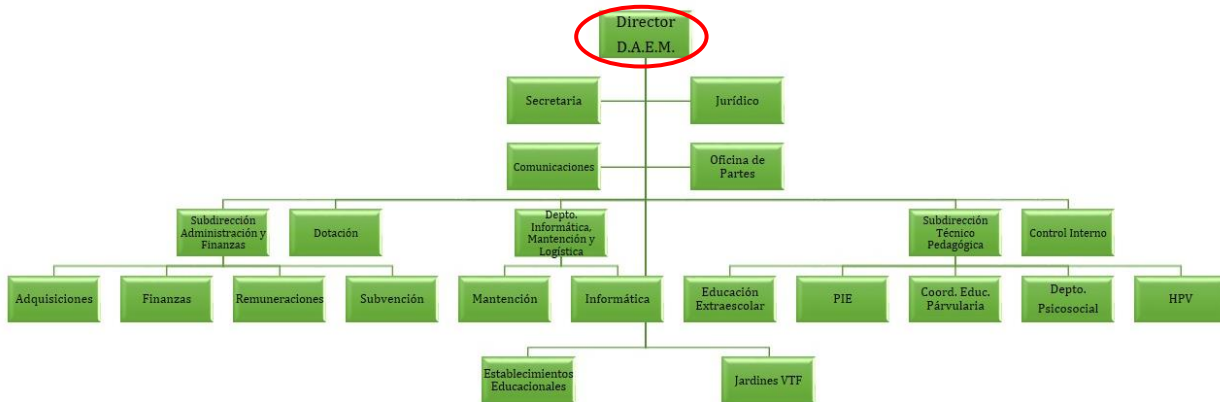 Director
D.A.E.M.
Secretaria
Jurídico
Comunicaciones
Oficina de
Partes
Subdirección
Administración y
Finanzas
Dotación
Depto.
Informática,
Mantención y
Logística
Subdirección
Técnico
Pedagógica
Control Interno
Adquisiciones
Finanzas
Remuneraciones
Subvención
Mantención
Informática
Educación
Extraescolar
PIE
Coord. Educ.
Párvularia
Depto.
Psicosocial
HPV
Establecimientos
Educacionales
Jardines VTF